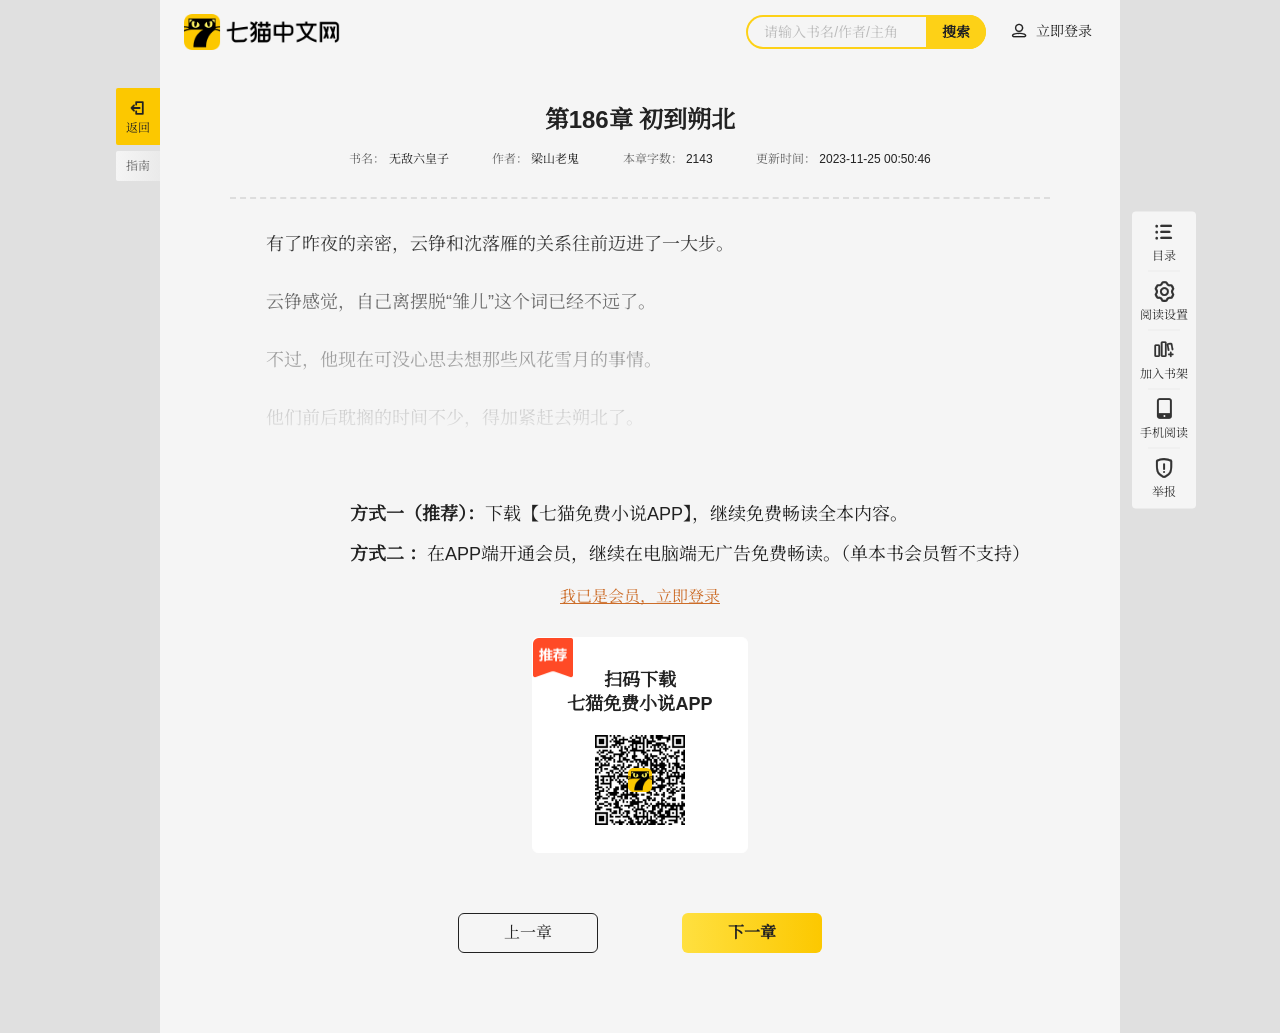 七猫中文网
请输入书名/作者/主角
搜索
立即登录
返回
指南
第186章 初到朔北
书名： 无敌六皇子 作者： 梁山老鬼 本章字数： 2143 更新时间： 2023-11-25 00:50:46
有了昨夜的亲密，云铮和沈落雁的关系往前迈进了一大步。
云铮感觉，自己离摆脱“雏儿”这个词已经不远了。
不过，他现在可没心思去想那些风花雪月的事情。
他们前后耽搁的时间不少，得加紧赶去朔北了。
目录
阅读设置
加入书架
手机阅读
举报
方式一（推荐）： 下载【七猫免费小说APP】，继续免费畅读全本内容。
方式二 ： 在APP端开通会员，继续在电脑端无广告免费畅读。（单本书会员暂不支持）
我已是会员，立即登录
推荐
扫码下载
七猫免费小说APP
上一章
下一章